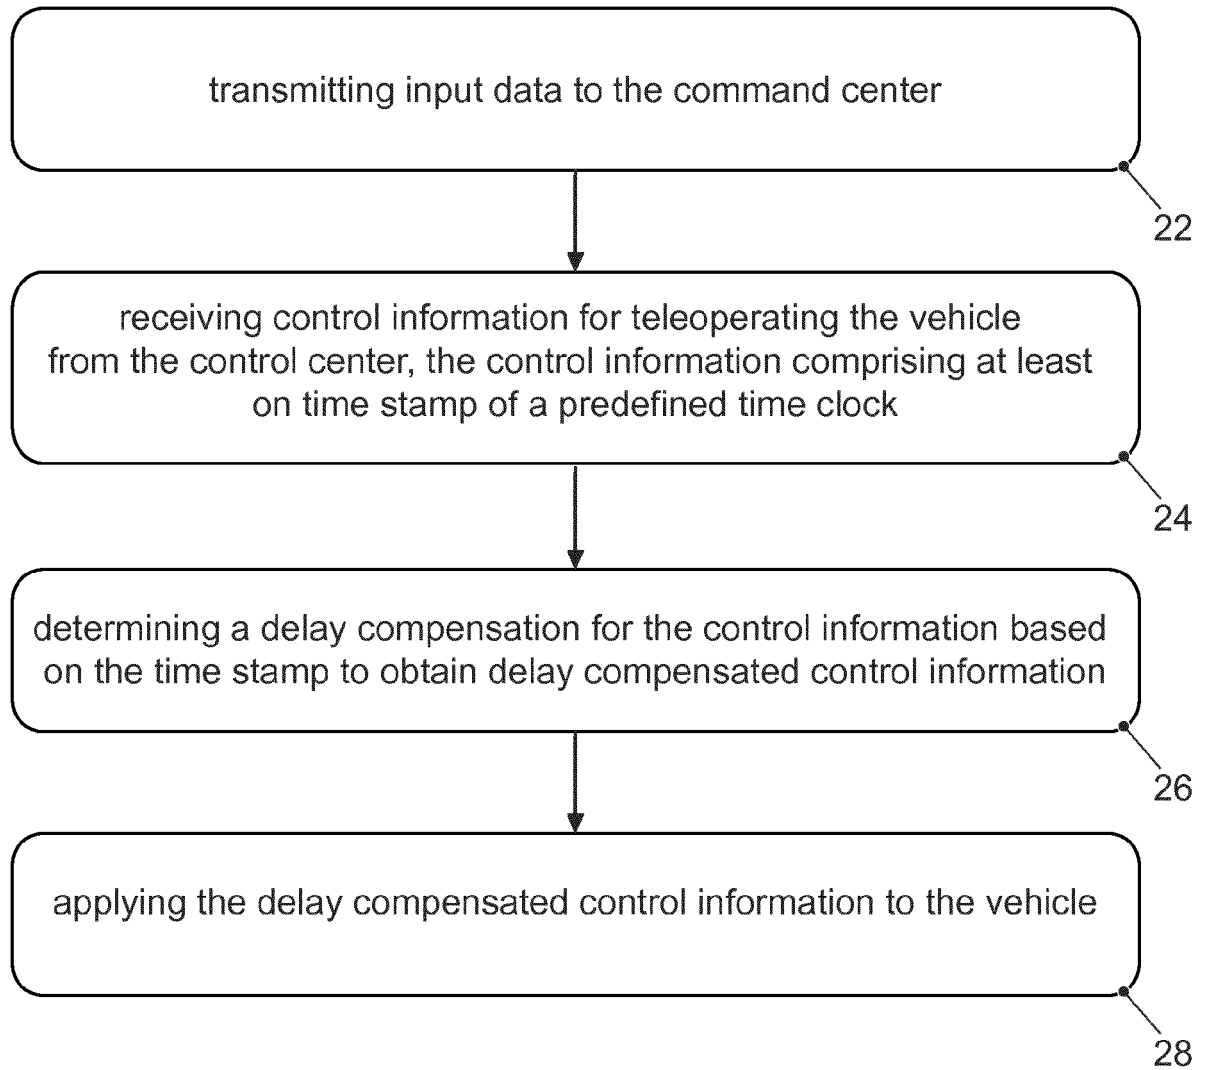 transmitting input data to the command center
22
receiving control information for teleoperating the vehicle
from the control center, the control information comprising at least
on time stamp of a predefined time clock
24
determining a delay compensation for the control information based
on the time stamp to obtain delay compensated control information
26
applying the delay compensated control information to the vehicle
28